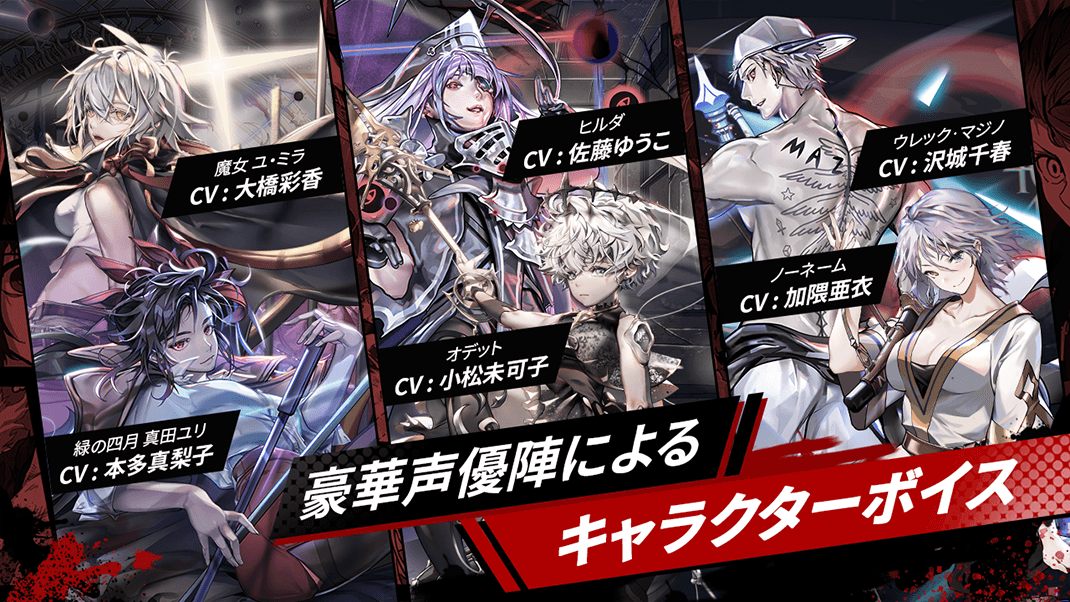 魔女 ユ・ミラ
CV : 大橋彩香
緑の四月 真田ユリ
CV : 本多真梨子
ヒルダ
CV : 佐藤ゆうこ
オデット
CV : 小松未可子
ウレック・マジノ
CV : 沢城千春
ノーネーム
CV : 加隈亜衣
MAZ
豪華声優陣による
キャラクターボイス